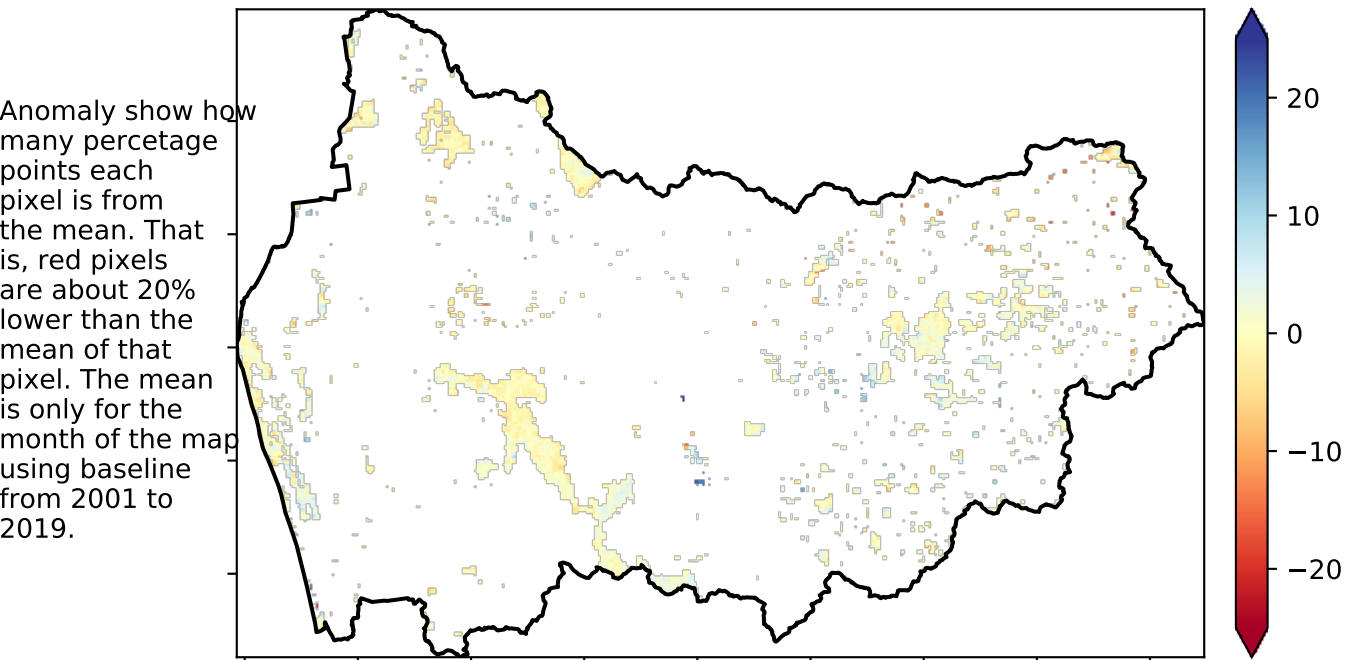 Anomaly show how
many percetage
points each
pixel is from
the mean. That
is, red pixels
are about 20%
lower than the
mean of that
pixel. The mean
is only for the
month of the map
using baseline
from 2001 to
2019.
20
10
0
−10
−20